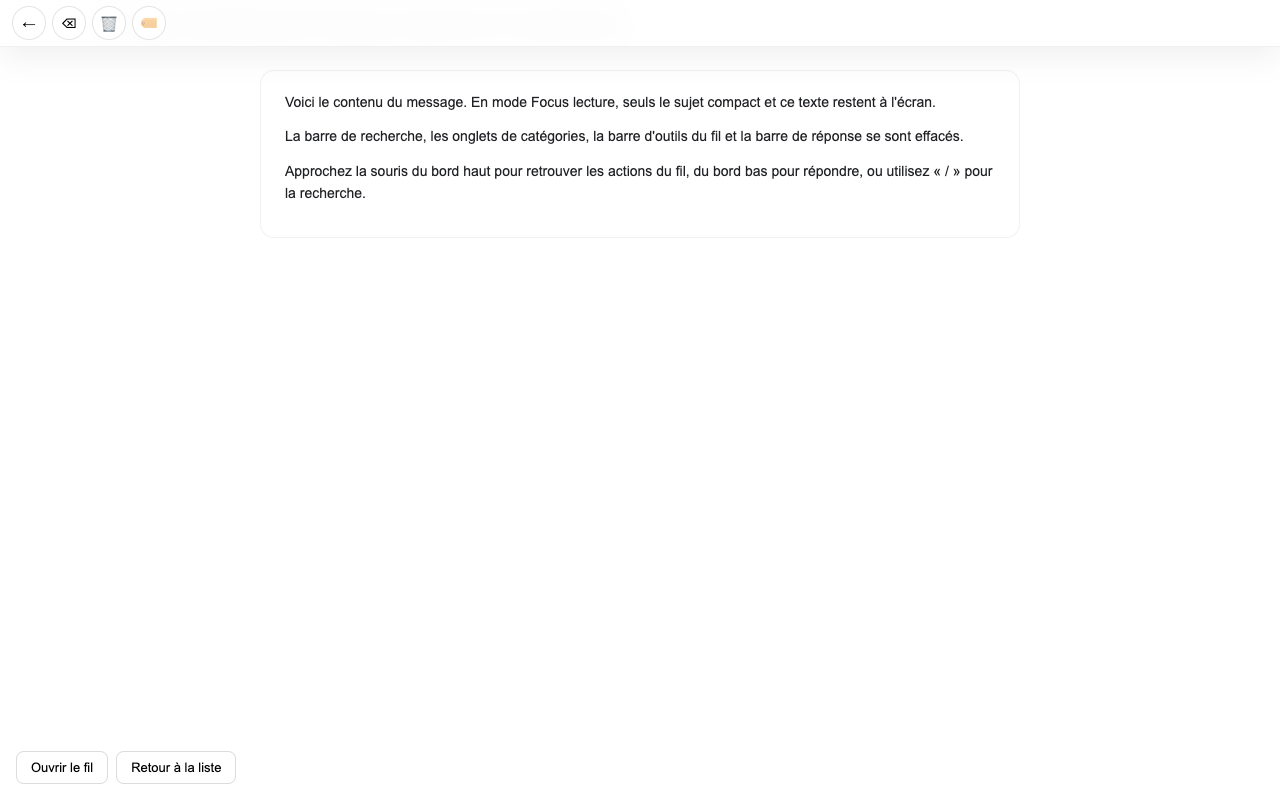 Voici le contenu du message. En mode Focus lecture, seuls le sujet compact et ce texte restent à l'écran.
La barre de recherche, les onglets de catégories, la barre d'outils du fil et la barre de réponse se sont effacés.
Approchez la souris du bord haut pour retrouver les actions du fil, du bord bas pour répondre, ou utilisez « / » pour
la recherche.
Ouvrir le fil
Retour à la liste